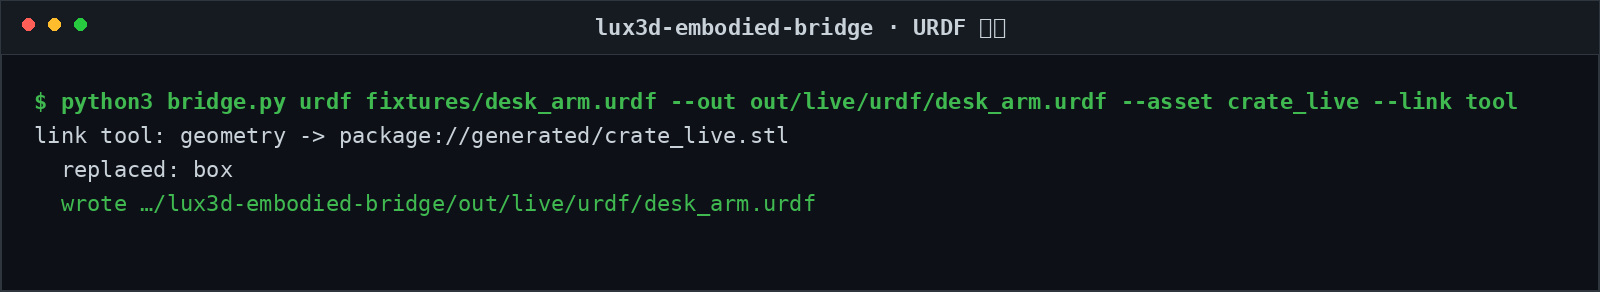 lux3d-embodied-bridge · URDF
$ python3 bridge.py urdf fixtures/desk_arm.urdf --out out/live/urdf/desk_arm.urdf --asset crate_live --link tool
link tool: geometry -> package://generated/crate_live.stl
replaced: box
wrote …/lux3d-embodied-bridge/out/live/urdf/desk_arm.urdf